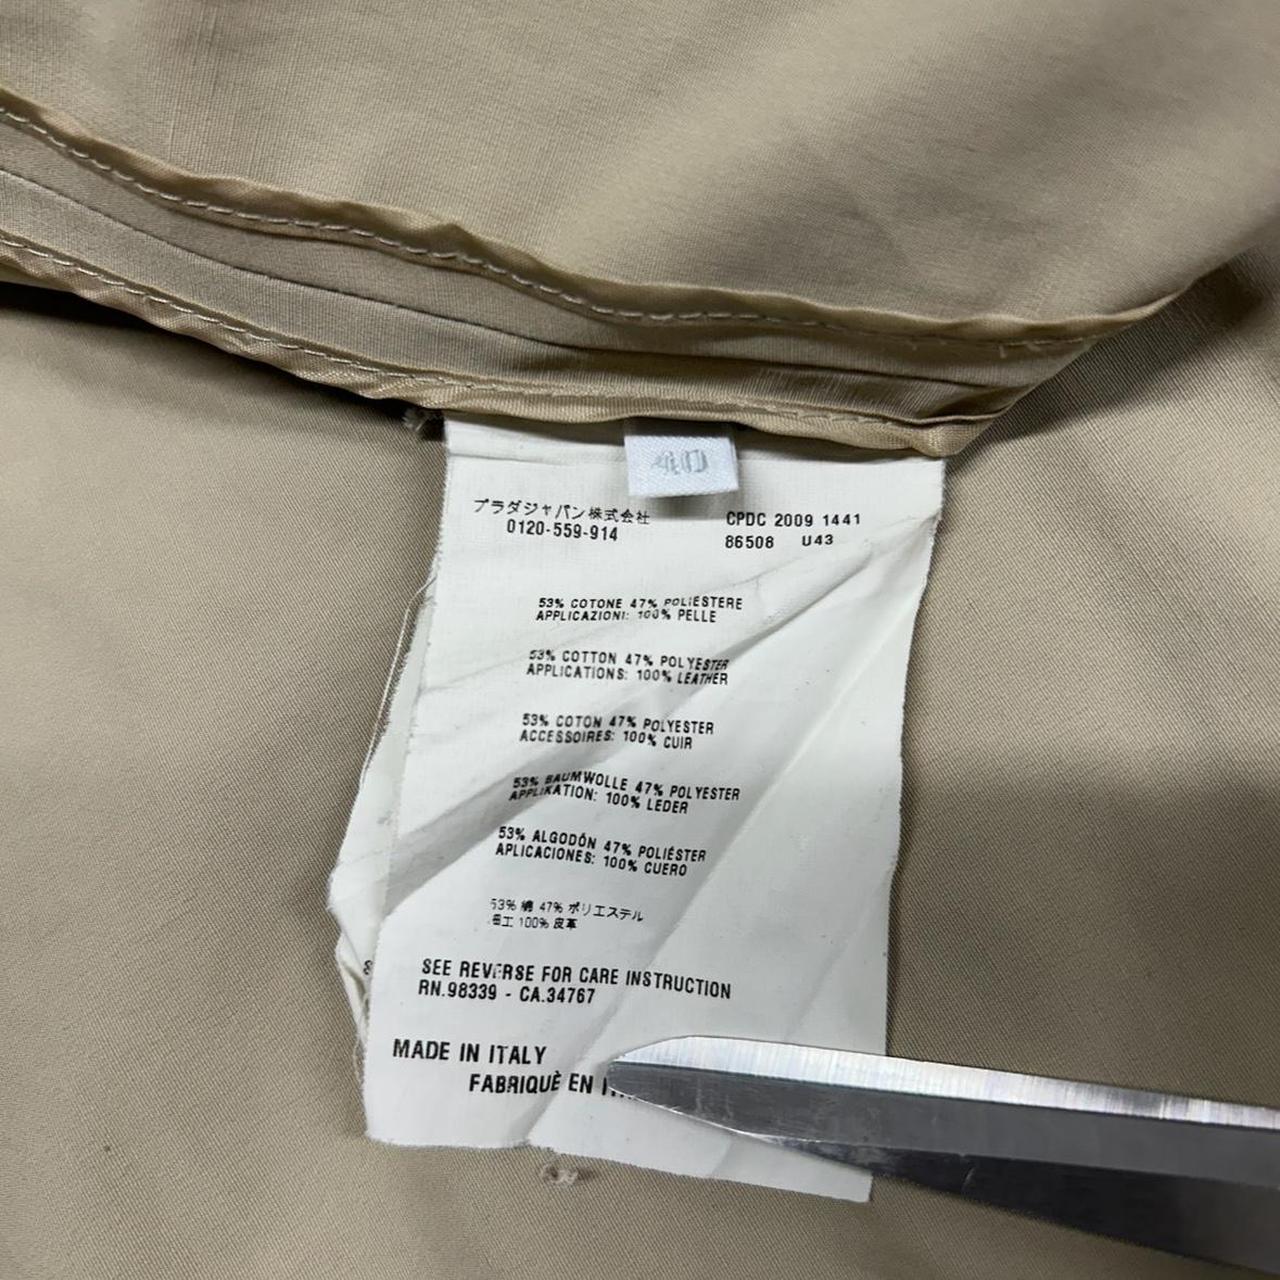 40
プラダジャパン株式会社
0120-559-914
CPDC 2009 1441
86508 U43
53% COTONE 47% POLIÉSTERE
APPLICAZIONI: 100% PELLE
53% COTTON 47% POLYESTER
APPLICATIONS: 100% LEATHER
53% COTON 47% POLYESTER
ACCESSOIRES: 100% CUIR
53% BAUMWOLLE 47% POLYESTER
APPLIKATION: 100% LEDER
53% ALGODÓN 47% POLIÉSTER
APLICACIONES: 100% CUERO
53% 綿 47% ポリエステル
100% 皮革
SEE REVERSE FOR CARE INSTRUCTION
RN.98339 - CA.34767
MADE IN ITALY
FABRIQUÈ EN